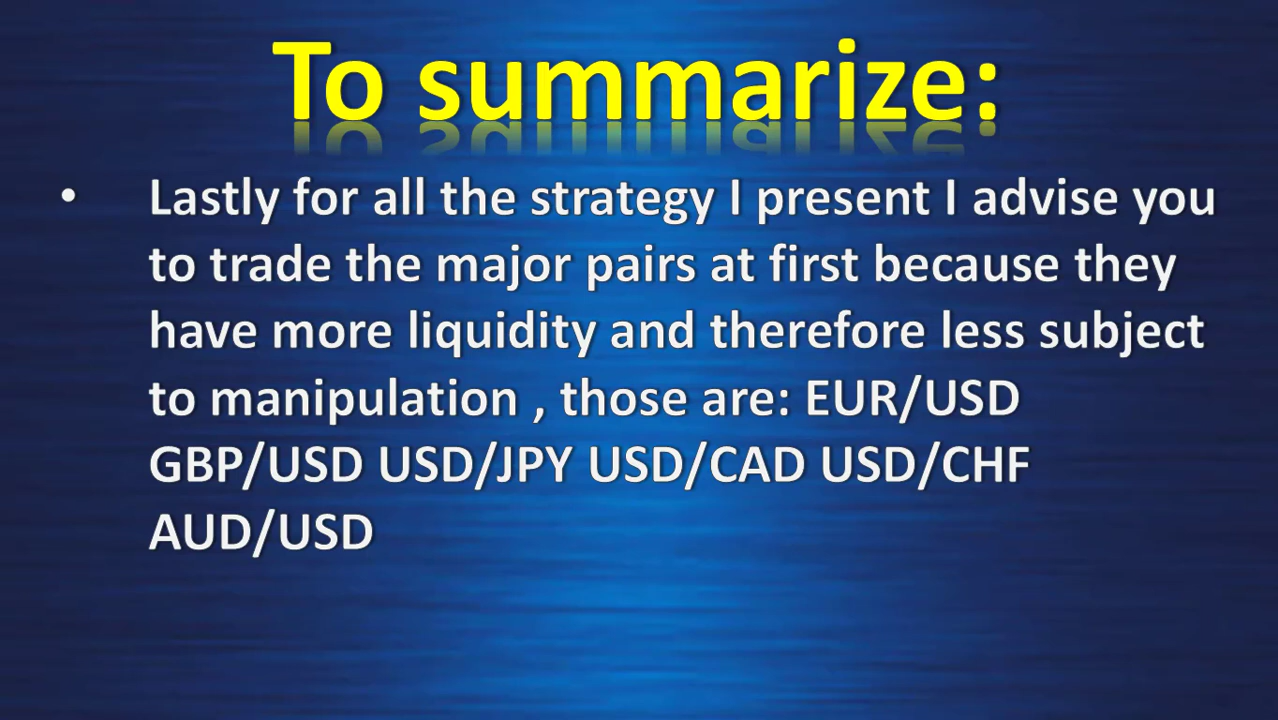 To summarize:
• Lastly for all the strategy I present I advise you
to trade the major pairs at first because they
have more liquidity and therefore less subject
to manipulation , those are: EUR/USD
GBP/USD USD/JPY USD/CAD USD/CHF
AUD/USD